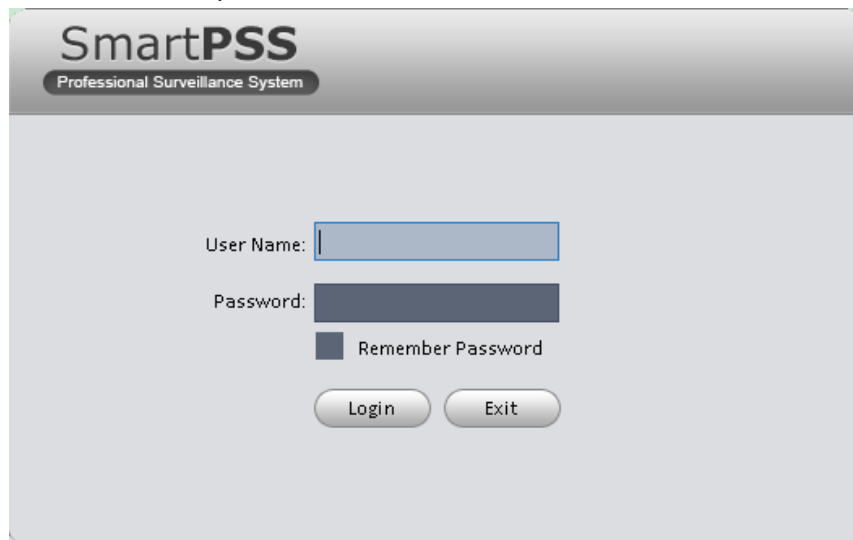 SmartPSS
Professional Surveillance System
User Name:
Password:
Remember Password
Login Exit